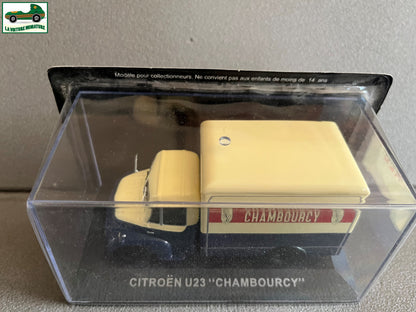 LA VOITURE MINIATURE
Modèle pour collectionneurs. Ne convient pas aux enfants de moins de 14 ans
CHAMBOURCY
CITROËN U23 "CHAMBOURCY"